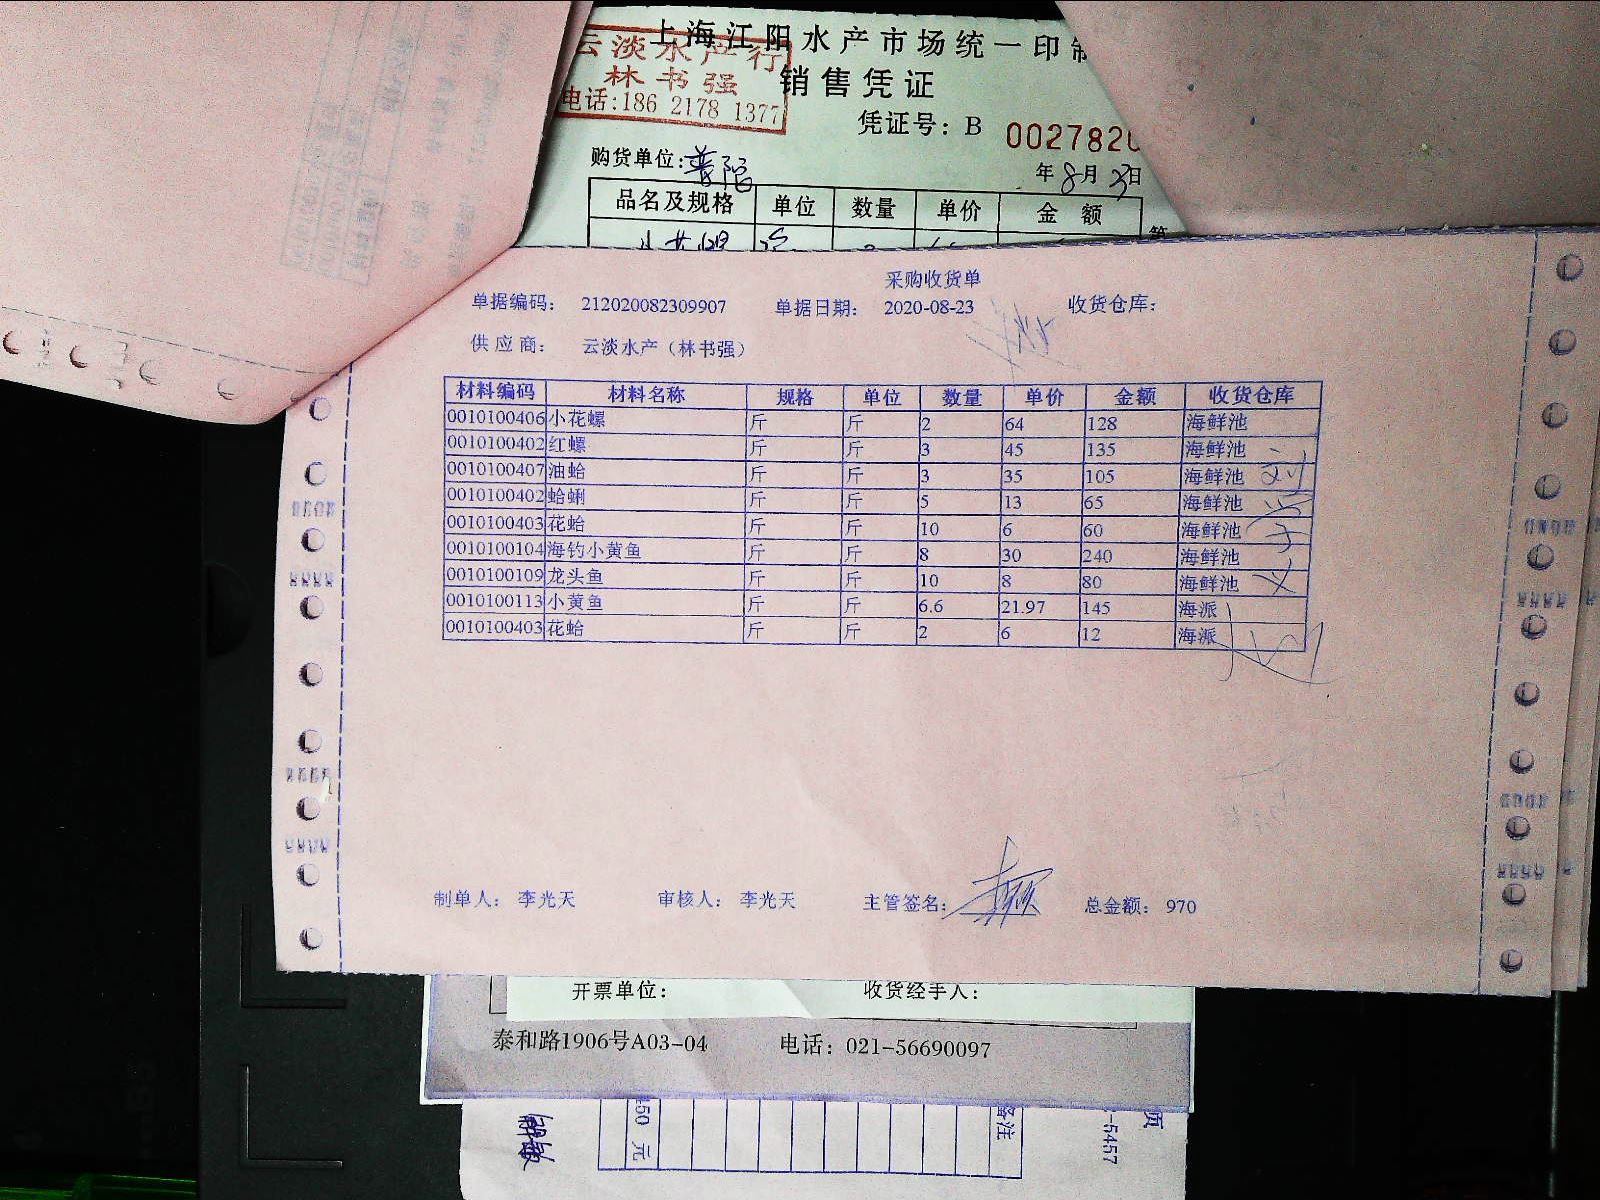 上海江阳水产市场统一印制
云淡水产行
林书强
电话:186 2178 1377
销售凭证
凭证号: B 0027820
购货单位:普陀
年8月23日
品名及规格 单位 数量 单价 金 额
采购收货单
单据编码: 212020082309907 单据日期: 2020-08-23 收货仓库:
供应商: 云淡水产（林书强）
材料编码 材料名称 规格 单位 数量 单价 金额 收货仓库
0010100406 小花螺 斤 斤 2 64 128 海鲜池
0010100402 红螺 斤 斤 3 45 135 海鲜池
0010100407 油蛤 斤 斤 3 35 105 海鲜池
0010100402 蛤蜊 斤 斤 5 13 65 海鲜池
0010100403 花蛤 斤 斤 10 6 60 海鲜池
0010100104 海钓小黄鱼 斤 斤 8 30 240 海鲜池
0010100109 龙头鱼 斤 斤 10 8 80 海鲜池
0010100113 小黄鱼 斤 斤 6.6 21.97 145 海派
0010100403 花蛤 斤 斤 2 6 12 海派
制单人: 李光天 审核人: 李光天 主管签名: 总金额: 970
开票单位: 收货经手人:
泰和路1906号A03-04 电话: 021-56690097
450 元
备注
-5457
页